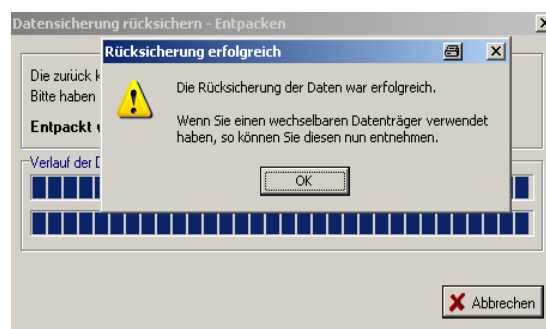 Datensicherung rücksichern - Entpacken
Rücksicherung erfolgreich
Die zurück
Bitte haben
Die Rücksicherung der Daten war erfolgreich.
Wenn Sie einen wechselbaren Datenträger verwendet
haben, so können Sie diesen nun entnehmen.
Entpackt
Verlauf der
OK
Abbrechen